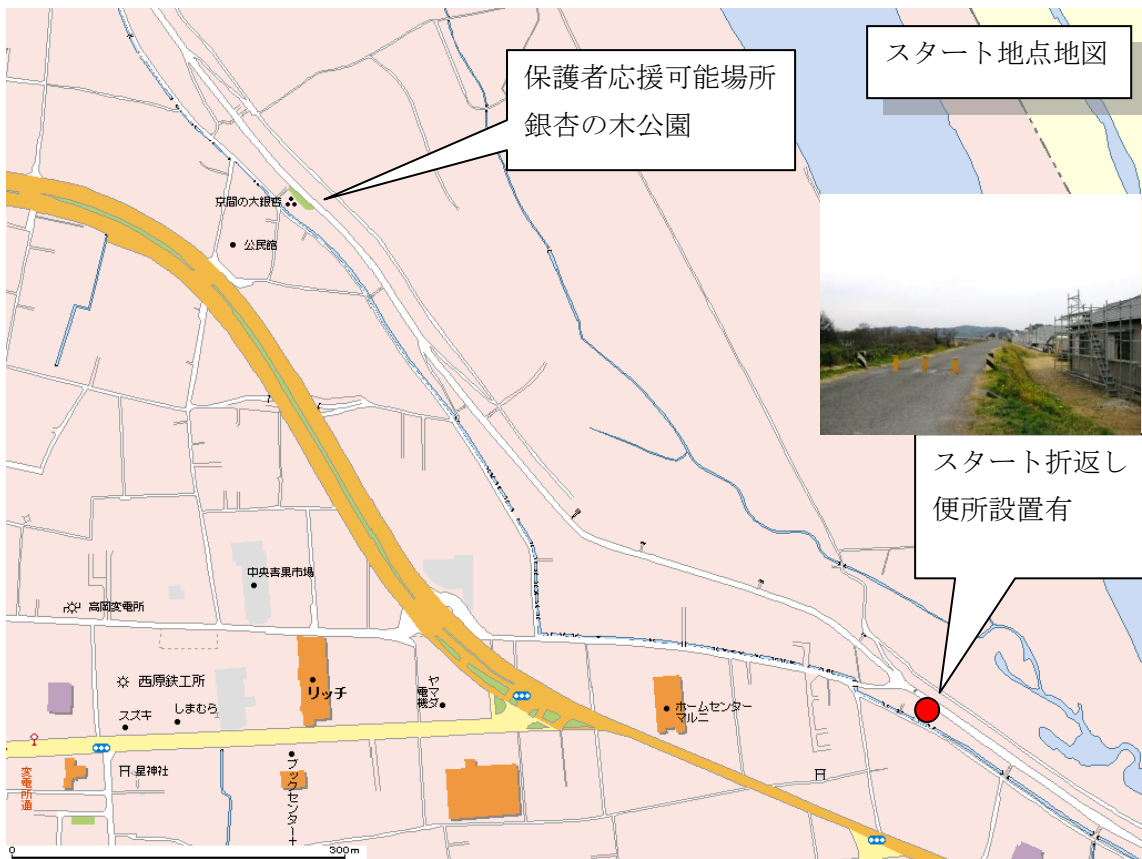 スタート地点地図
保護者応援可能場所
銀杏の木公園
京間の大銀杏
公民館
スタート折返し
便所設置有
中央青果市場
高岡変電所
西原鉄工所
リッチ
ヤマダ
電機
ホームセンター
マルニ
スズキ
しまむら
星神社
ブックセンター+
変電所通
0
300m